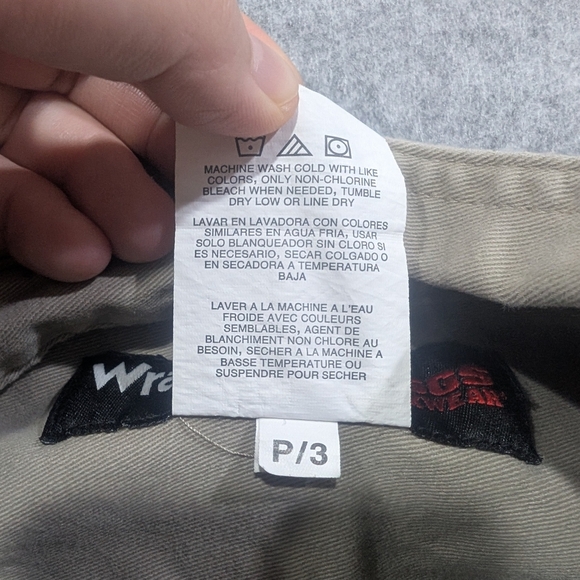 MACHINE WASH COLD WITH LIKE
COLORS, ONLY NON-CHLORINE
BLEACH WHEN NEEDED, TUMBLE
DRY LOW OR LINE DRY
LAVAR EN LAVADORA CON COLORES
SIMILARES EN AGUA FRIA, USAR
SOLO BLANQUEADOR SIN CLORO SI
ES NECESARIO, SECAR COLGADO O
EN SECADORA A TEMPERATURA
BAJA
LAVER A LA MACHINE A L'EAU
FROIDE AVEC COULEURS
SEMBLABLES, AGENT DE
BLANCHIMENT NON CHLORE AU
BESOIN, SECHER A LA MACHINE A
BASSE TEMPERATURE OU
SUSPENDRE POUR SECHER
P/3